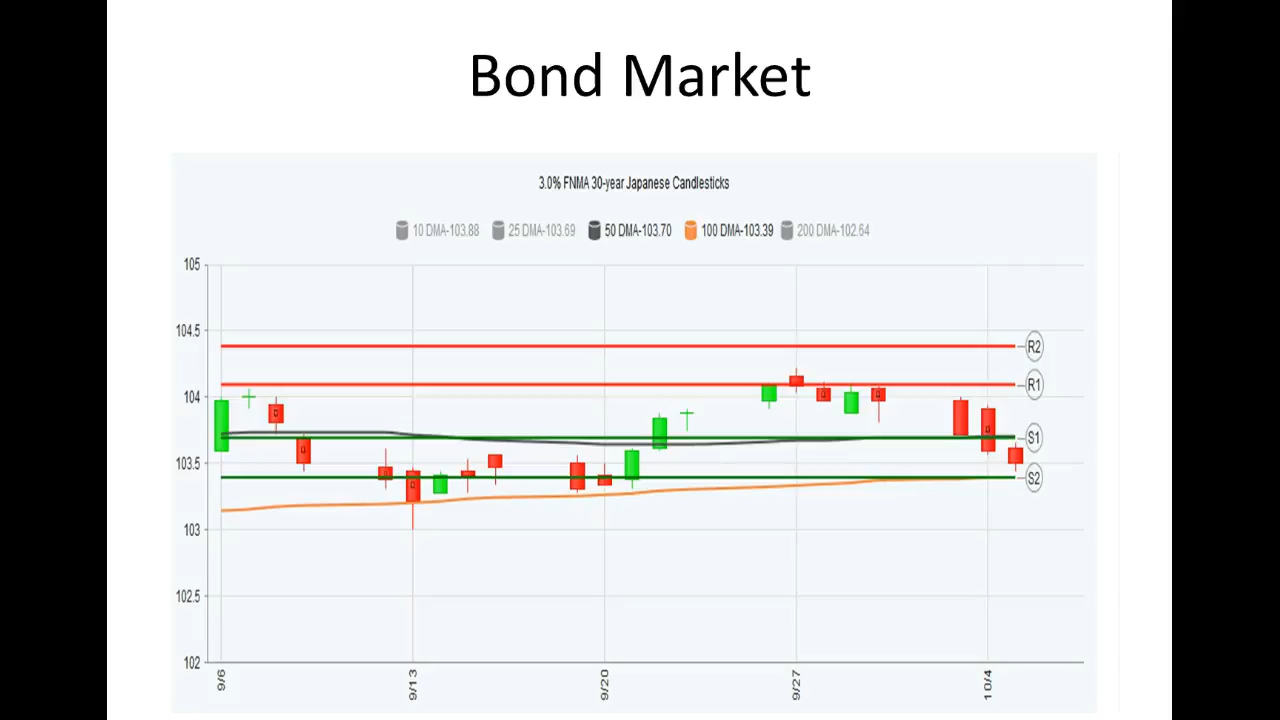 Bond Market
3.0% FNMA 30-year Japanese Candlesticks
10 DMA-103.88 25 DMA-103.69 50 DMA-103.70 100 DMA-103.39 200 DMA-102.64
105
104.5
R2
R1
104
S1
103.5
S2
103
102.5
102
9/6 9/13 9/20 9/27 10/4